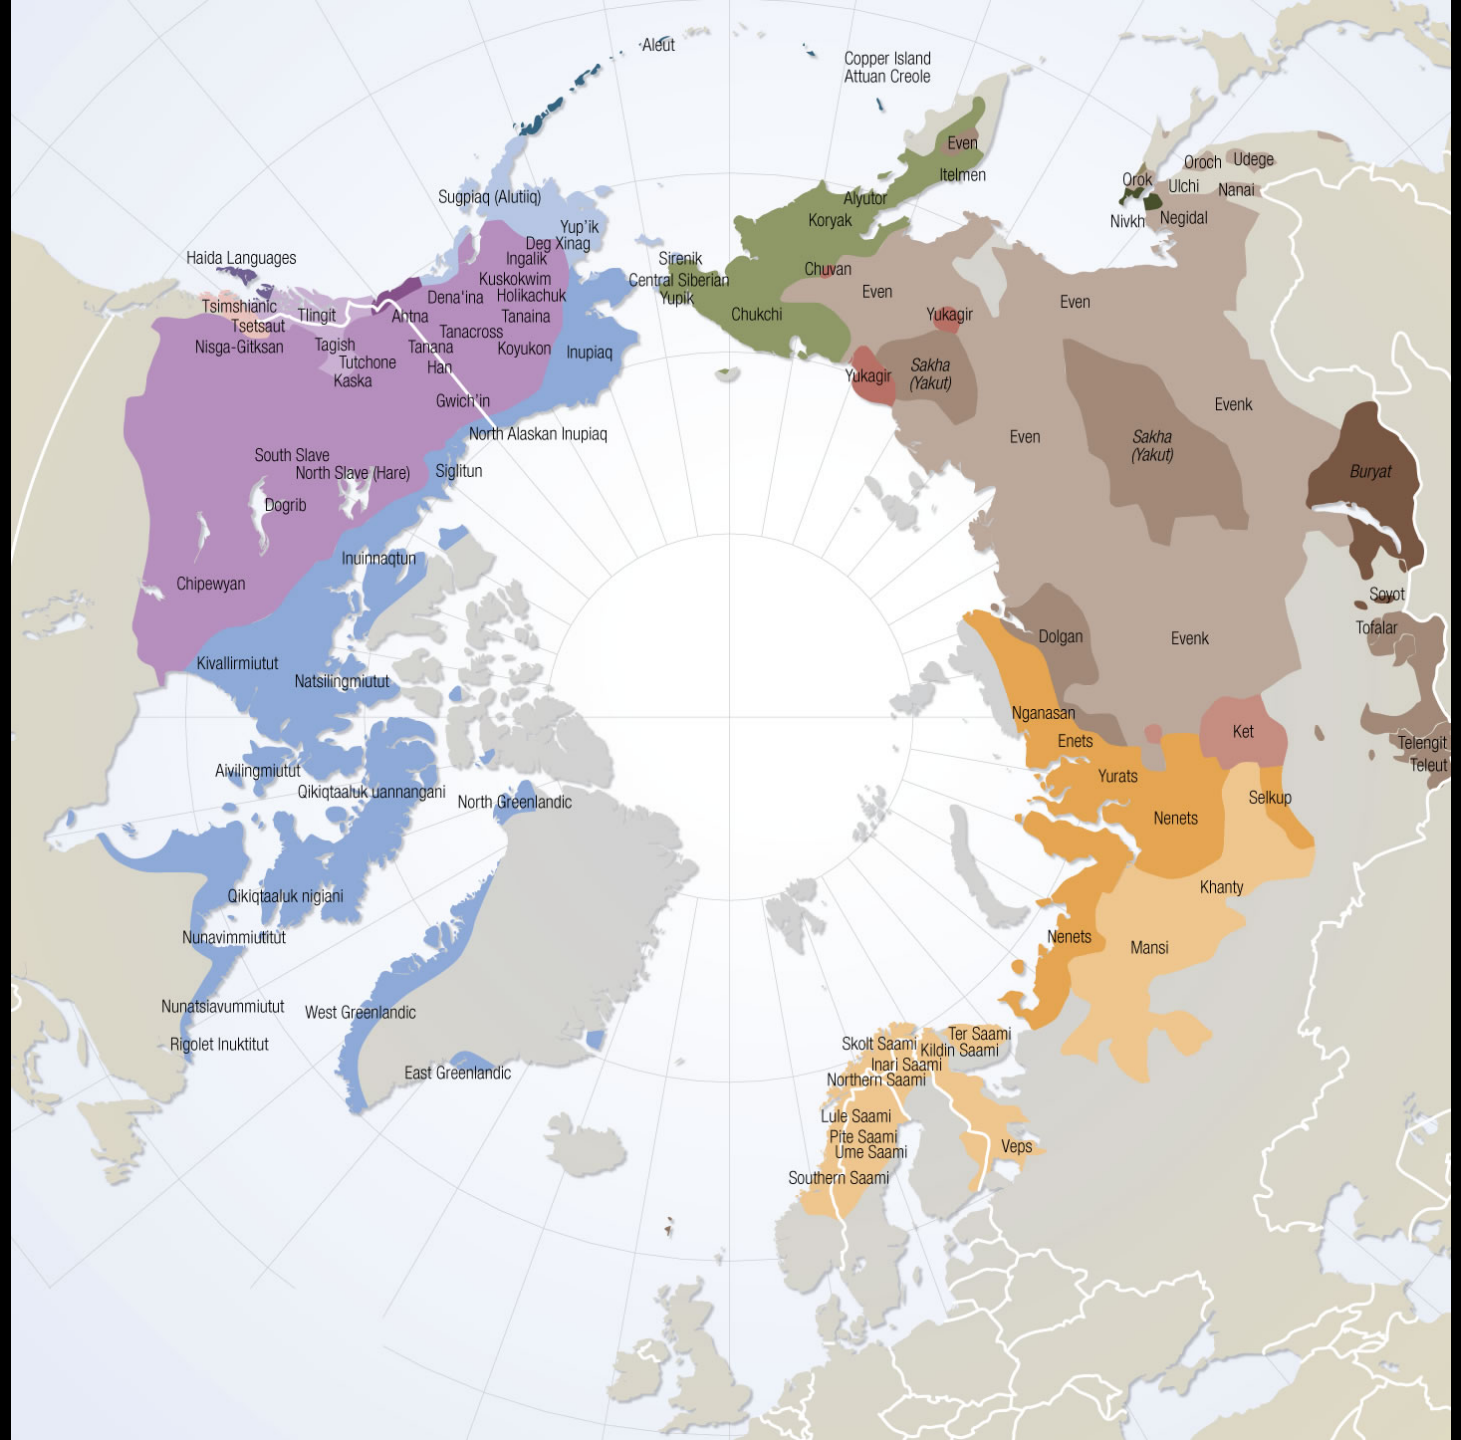 Aleut
Copper Island
Attuan Creole
Even
Itelmen
Alyutor
Koryak
Chuvan
Even
Chukchi
Yukagir
Yukagir
Sakha
(Yakut)
Even
Oroch
Udege
Orok
Ulchi
Nanai
Nivkh
Negidal
Even
Evenk
Sakha
(Yakut)
Buryat
Soyot
Tofalar
Dolgan
Evenk
Nganasan
Enets
Ket
Telengit
Teleut
Yurats
Nenets
Selkup
Khanty
Nenets
Mansi
Sugpiaq (Alutiiq)
Yup'ik
Deg Xinag
Ingalik
Kuskokwim
Holikachuk
Dena'ina
Tanaina
Ahtna
Tanacross
Tanana
Koyukon
Han
Inupiaq
Gwich'in
North Alaskan Inupiaq
Sirenik
Central Siberian
Yupik
Haida Languages
Tsimshianic
Tsetsaut
Nisga-Gitksan
Tlingit
Tagish
Tutchone
Kaska
South Slave
North Slave (Hare)
Dogrib
Siglitun
Inuinnaqtun
Chipewyan
Kivallirmiutut
Natsilingmiutut
Aivilingmiutut
Qikiqtaaluk uannangani
North Greenlandic
Qikiqtaaluk nigiani
Nunavimmiutitut
Nunatsiavummiutut
Rigolet Inuktitut
West Greenlandic
East Greenlandic
Ter Saami
Skolt Saami
Kildin Saami
Inari Saami
Northern Saami
Lule Saami
Pite Saami
Ume Saami
Southern Saami
Veps